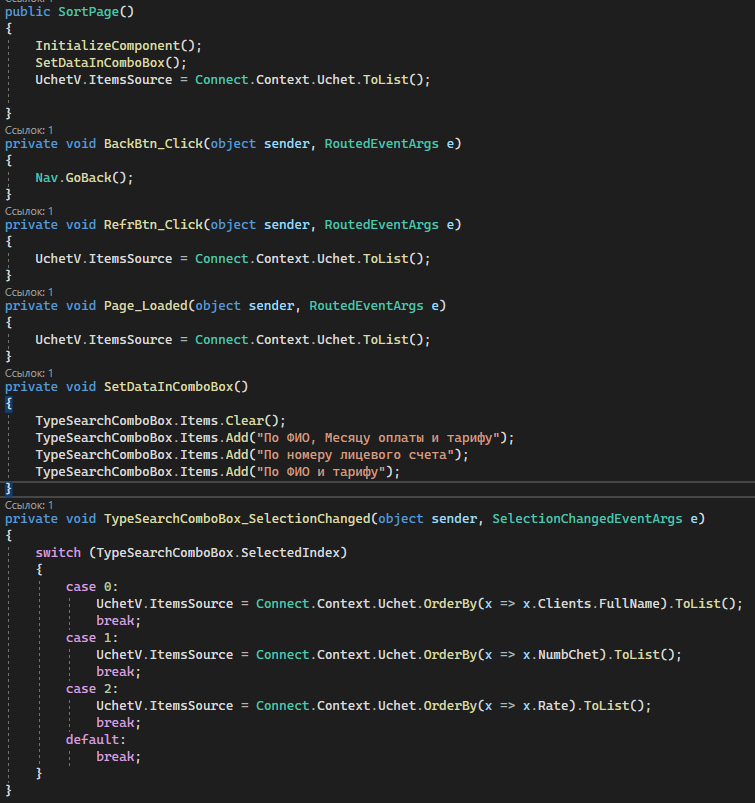 Ссылок: 1
public SortPage()
{
InitializeComponent();
SetDataInComboBox();
UchetV.ItemsSource = Connect.Context.Uchet.ToList();
}
Ссылок: 1
private void BackBtn_Click(object sender, RoutedEventArgs e)
{
Nav.GoBack();
}
Ссылок: 1
private void RefrBtn_Click(object sender, RoutedEventArgs e)
{
UchetV.ItemsSource = Connect.Context.Uchet.ToList();
}
Ссылок: 1
private void Page_Loaded(object sender, RoutedEventArgs e)
{
UchetV.ItemsSource = Connect.Context.Uchet.ToList();
}
Ссылок: 1
private void SetDataInComboBox()
{
TypeSearchComboBox.Items.Clear();
TypeSearchComboBox.Items.Add("По ФИО, Месяцу оплаты и тарифу");
TypeSearchComboBox.Items.Add("По номеру лицевого счета");
TypeSearchComboBox.Items.Add("По ФИО и тарифу");
}
Ссылок: 1
private void TypeSearchComboBox_SelectionChanged(object sender, SelectionChangedEventArgs e)
{
switch (TypeSearchComboBox.SelectedIndex)
{
case 0:
UchetV.ItemsSource = Connect.Context.Uchet.OrderBy(x => x.Clients.FullName).ToList();
break;
case 1:
UchetV.ItemsSource = Connect.Context.Uchet.OrderBy(x => x.NumbChet).ToList();
break;
case 2:
UchetV.ItemsSource = Connect.Context.Uchet.OrderBy(x => x.Rate).ToList();
break;
default:
break;
}
}